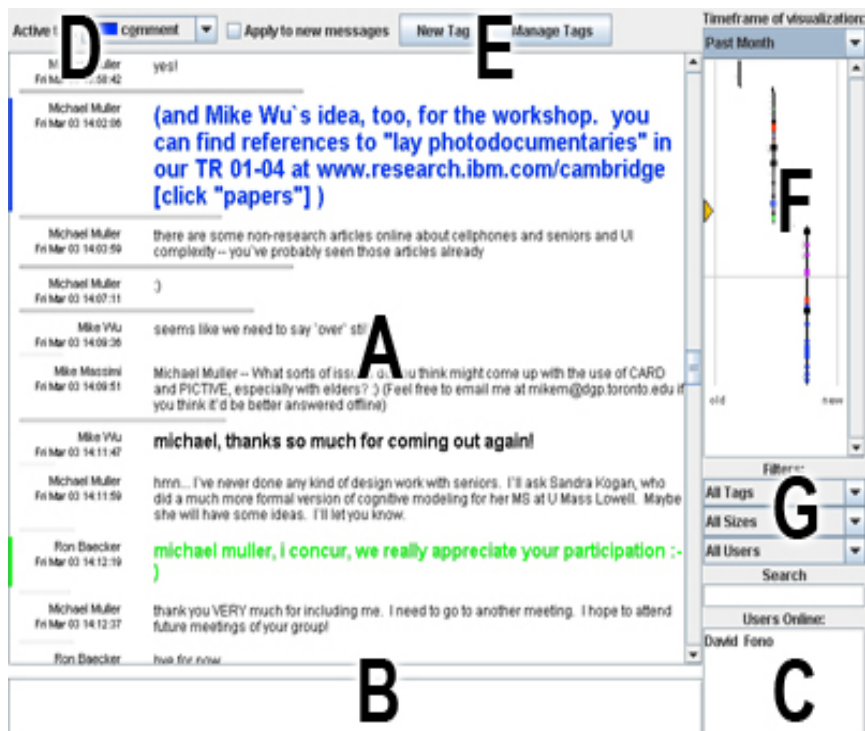 Active D comment Apply to new messages New Tag E Manage Tags
Timeframe of visualization:
Past Month
yes!
Michael Muller
Fri Mar 03 14:02:06
(and Mike Wu`s idea, too, for the workshop. you
can find references to "lay photodocumentaries" in
our TR 01-04 at www.research.ibm.com/cambridge
[click "papers"] )
F
Michael Muller
Fri Mar 03 14:03:59
there are some non-research articles online about cellphones and seniors and UI
complexity -- you`ve probably seen those articles already
Michael Muller
Fri Mar 03 14:07:11
:)
Mike Wu
Fri Mar 03 14:09:36
seems like we need to say `over`
A
Mike Massimi
Fri Mar 03 14:09:51
Michael Muller -- What sorts of you think might come up with the use of CARD
and PICTIVE, especially with elders? :) (Feel free to email me at mikem@dgp.toronto.edu if
you think it`d be better answered offline)
old new
Mike Wu
Fri Mar 03 14:11:47
michael, thanks so much for coming out again!
Michael Muller
Fri Mar 03 14:11:59
hmn... I`ve never done any kind of design work with seniors. I`ll ask Sandra Kogan, who
did a much more formal version of cognitive modeling for her MS at U Mass Lowell. Maybe
she will have some ideas. I`ll let you know.
Filters:
All Tags
G
All Sizes
All Users
Ron Baecker
Fri Mar 03 14:12:19
michael muller, i concur, we really appreciate your participation :-
)
Search
Michael Muller
Fri Mar 03 14:12:37
thank you VERY much for including me. I need to go to another meeting. I hope to attend
future meetings of your group!
Users Online:
David Fono
Ron Baecker
bye for now
B
C